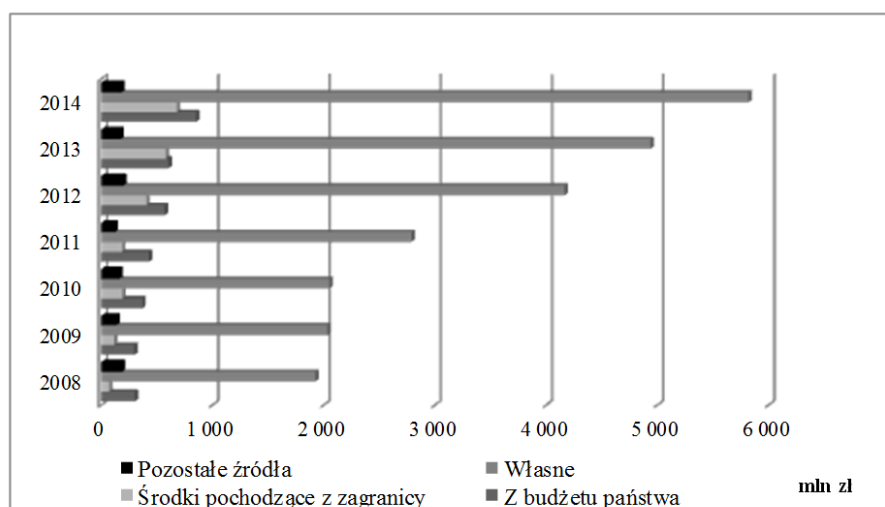 2014
2013
2012
2011
2010
2009
2008
0 1 000 2 000 3 000 4 000 5 000 6 000
Pozostałe źródła Własne
Środki pochodzące z zagranicy Z budżetu państwa
mln zł